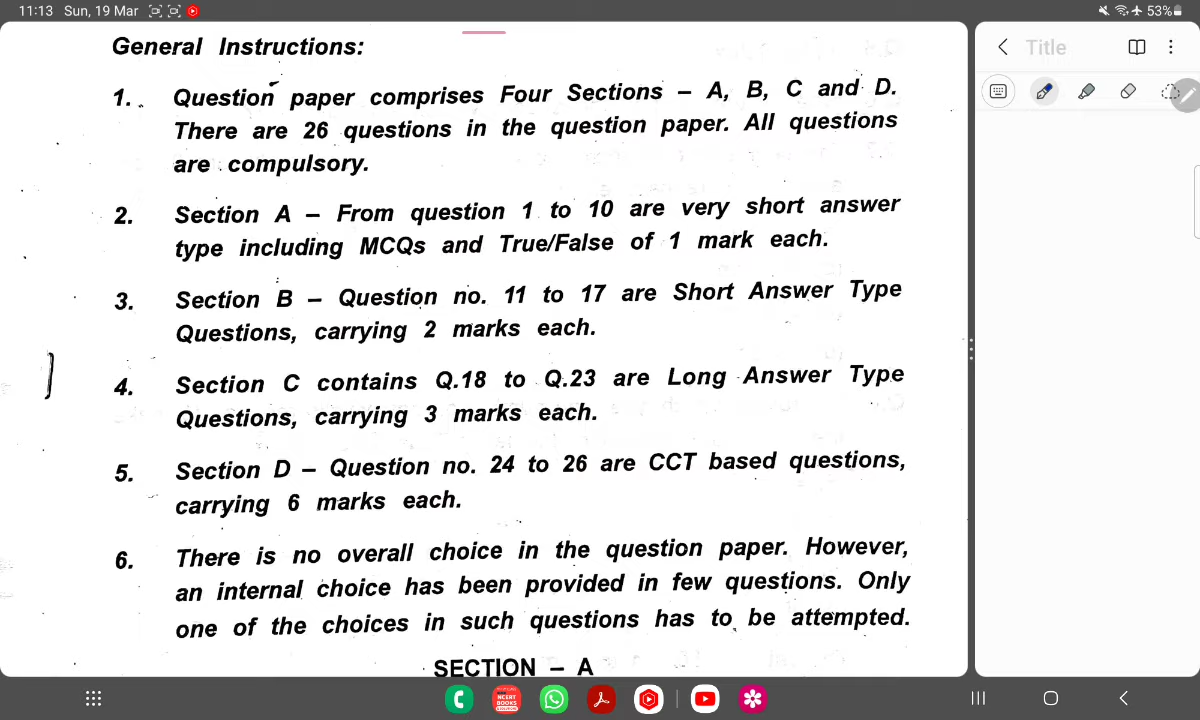 11:13 Sun, 19 Mar
53%
General Instructions:
1. Question paper comprises Four Sections – A, B, C and D.
There are 26 questions in the question paper. All questions
are compulsory.
2. Section A – From question 1 to 10 are very short answer
type including MCQs and True/False of 1 mark each.
3. Section B – Question no. 11 to 17 are Short Answer Type
Questions, carrying 2 marks each.
4. Section C contains Q.18 to Q.23 are Long Answer Type
Questions, carrying 3 marks each.
5. Section D – Question no. 24 to 26 are CCT based questions,
carrying 6 marks each.
6. There is no overall choice in the question paper. However,
an internal choice has been provided in few questions. Only
one of the choices in such questions has to be attempted.
SECTION – A
Title
NCERT
BOOKS